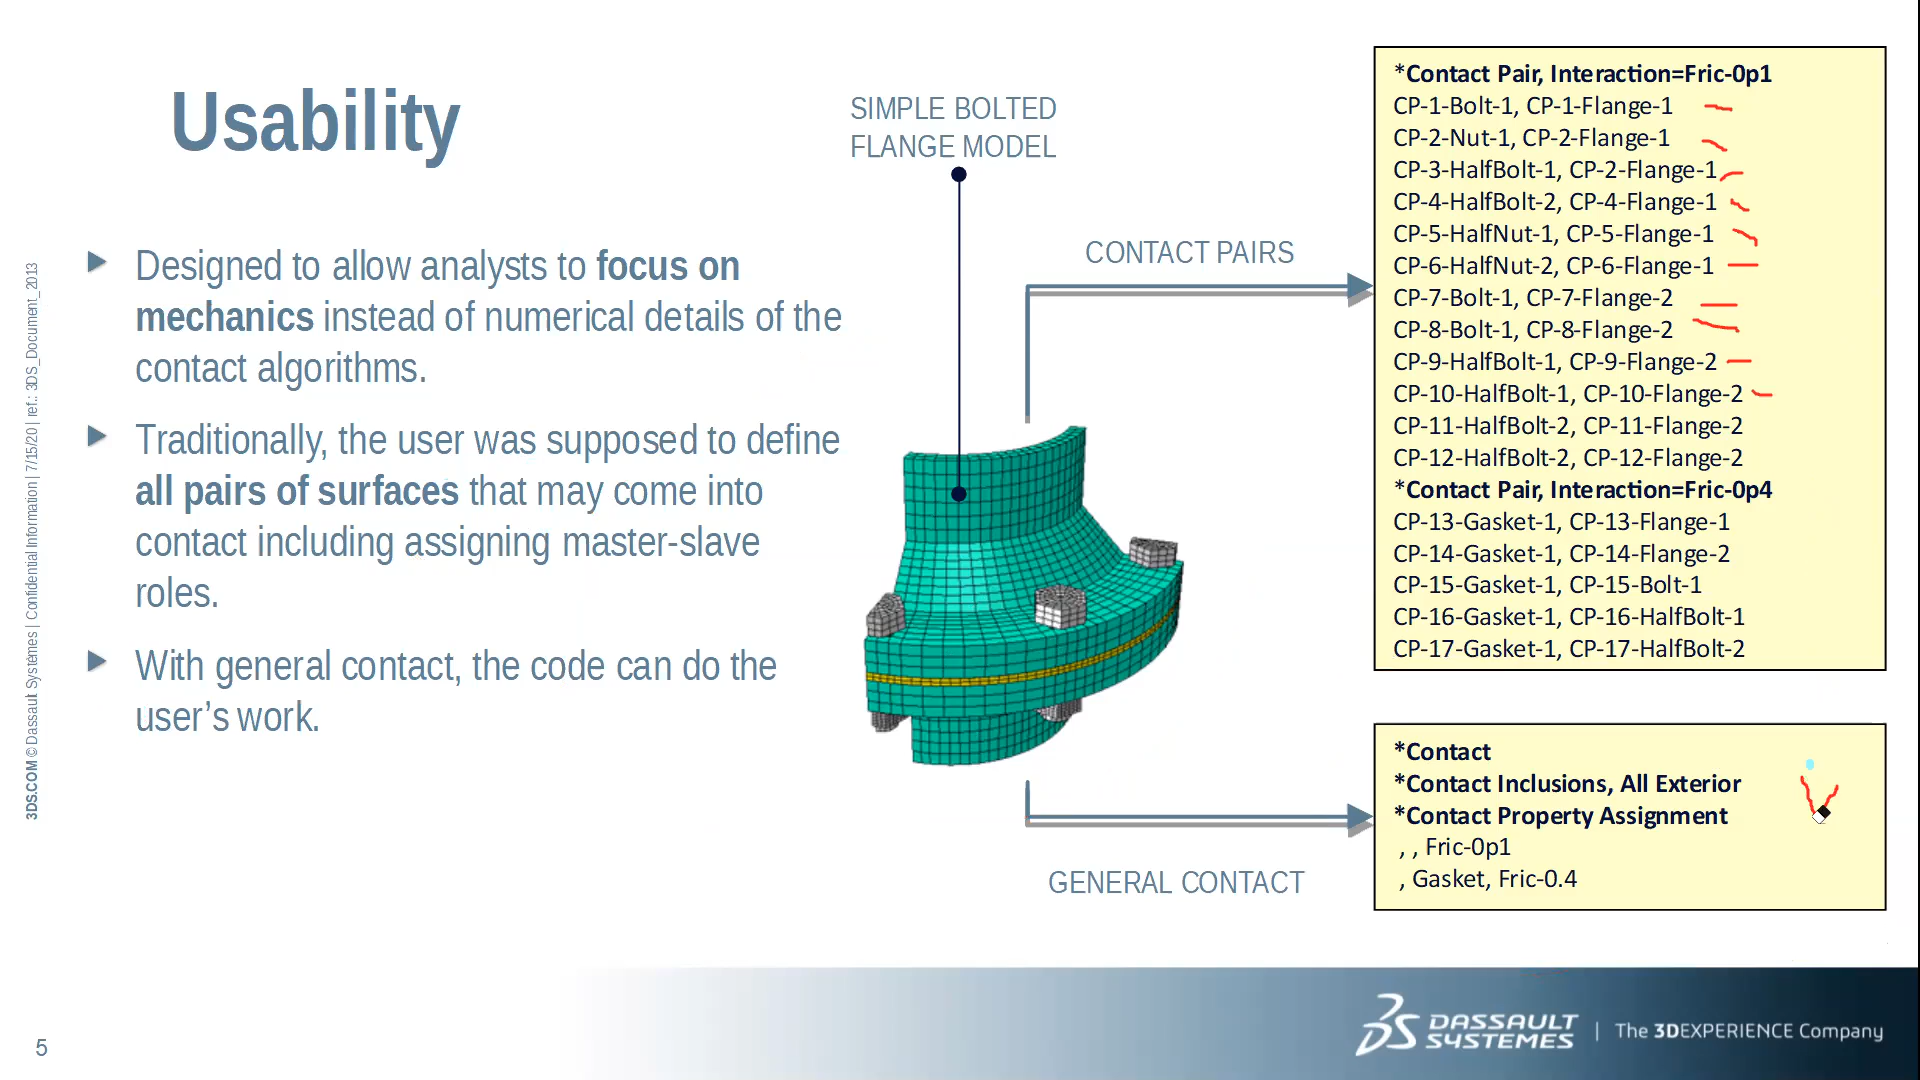 Usability
Designed to allow analysts to focus on
mechanics instead of numerical details of the
contact algorithms.
Traditionally, the user was supposed to define
all pairs of surfaces that may come into
contact including assigning master-slave
roles.
With general contact, the code can do the
user’s work.
SIMPLE BOLTED
FLANGE MODEL
CONTACT PAIRS
*Contact Pair, Interaction=Fric-0p1
CP-1-Bolt-1, CP-1-Flange-1
CP-2-Nut-1, CP-2-Flange-1
CP-3-HalfBolt-1, CP-2-Flange-1
CP-4-HalfBolt-2, CP-4-Flange-1
CP-5-HalfNut-1, CP-5-Flange-1
CP-6-HalfNut-2, CP-6-Flange-1
CP-7-Bolt-1, CP-7-Flange-2
CP-8-Bolt-1, CP-8-Flange-2
CP-9-HalfBolt-1, CP-9-Flange-2
CP-10-HalfBolt-1, CP-10-Flange-2
CP-11-HalfBolt-2, CP-11-Flange-2
CP-12-HalfBolt-2, CP-12-Flange-2
*Contact Pair, Interaction=Fric-0p4
CP-13-Gasket-1, CP-13-Flange-1
CP-14-Gasket-1, CP-14-Flange-2
CP-15-Gasket-1, CP-15-Bolt-1
CP-16-Gasket-1, CP-16-HalfBolt-1
CP-17-Gasket-1, CP-17-HalfBolt-2
GENERAL CONTACT
*Contact
*Contact Inclusions, All Exterior
*Contact Property Assignment
, , Fric-0p1
, Gasket, Fric-0.4
3DS.COM © Dassault Systèmes | Confidential Information | 7/15/20 | ref.: 3DS_Document_2013
5
DASSAULT
SYSTEMES | The 3DEXPERIENCE Company